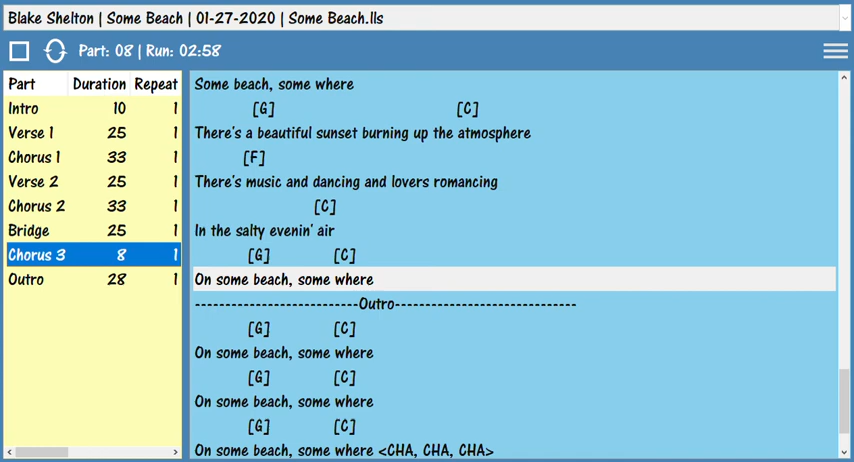 Blake Shelton | Some Beach | 01-27-2020 | Some Beach.lls
Part: 08 | Run: 02:58
Part Duration Repeat
Intro 10 1
Verse 1 25 1
Chorus 1 33 1
Verse 2 25 1
Chorus 2 33 1
Bridge 25 1
Chorus 3 8 1
Outro 28 1
Some beach, some where
[G] [C]
There's a beautiful sunset burning up the atmosphere
[F]
There's music and dancing and lovers romancing
[C]
In the salty evenin' air
[G] [C]
On some beach, some where
---------------------------Outro------------------------------
[G] [C]
On some beach, some where
[G] [C]
On some beach, some where
[G] [C]
On some beach, some where <CHA, CHA, CHA>